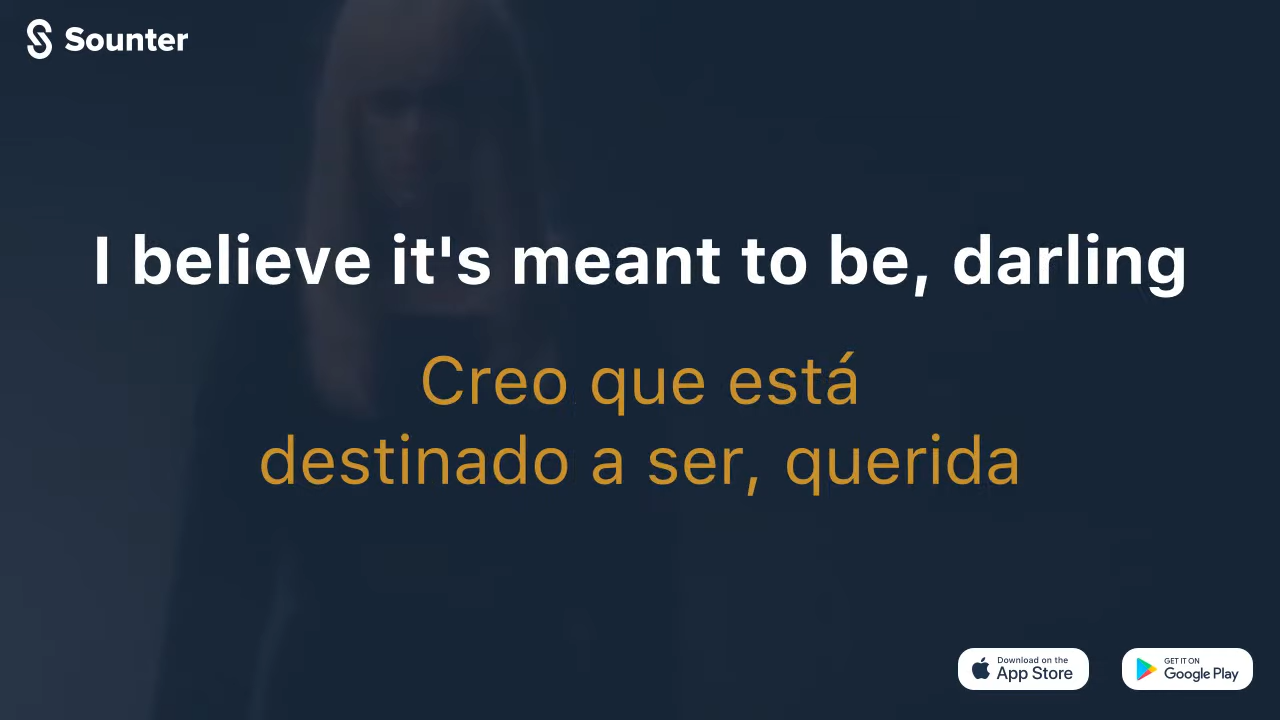 Sounter
I believe it's meant to be, darling
Creo que está
destinado a ser, querida
Download on the
App Store
GET IT ON
Google Play